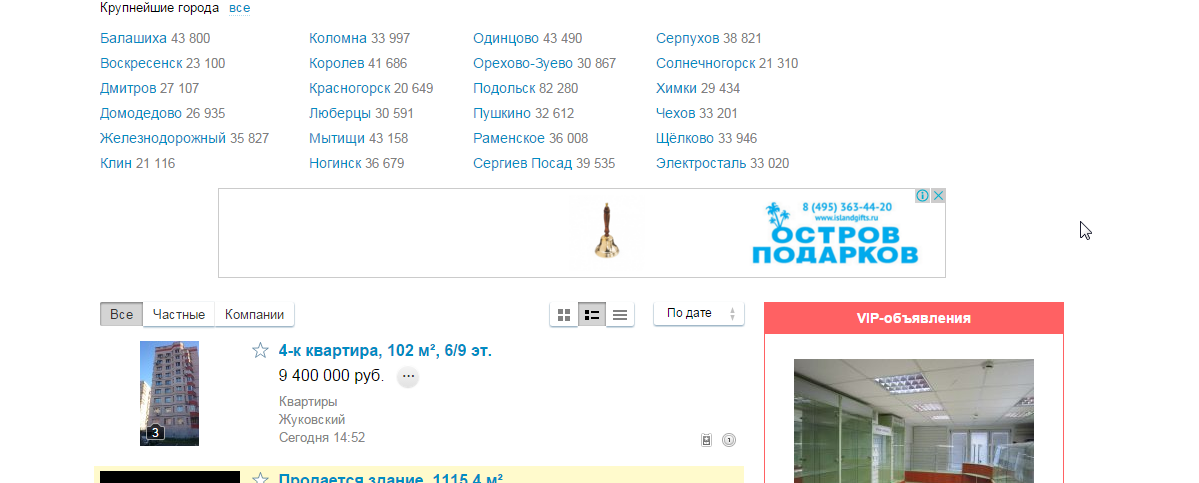 Крупнейшие города все
Балашиха 43 800 Коломна 33 997 Одинцово 43 490 Серпухов 38 821
Воскресенск 23 100 Королев 41 686 Орехово-Зуево 30 867 Солнечногорск 21 310
Дмитров 27 107 Красногорск 20 649 Подольск 82 280 Химки 29 434
Домодедово 26 935 Люберцы 30 591 Пушкино 32 612 Чехов 33 201
Железнодорожный 35 827 Мытищи 43 158 Раменское 36 008 Щёлково 33 946
Клин 21 116 Ногинск 36 679 Сергиев Посад 39 535 Электросталь 33 020
8 (495) 363-44-20
www.islandgifts.ru
ОСТРОВ
ПОДАРКОВ
Все Частные Компании По дате
VIP-объявления
4-к квартира, 102 м², 6/9 эт.
9 400 000 руб.
Квартиры
Жуковский
Сегодня 14:52
3
Продается здание, 1115.4 м²